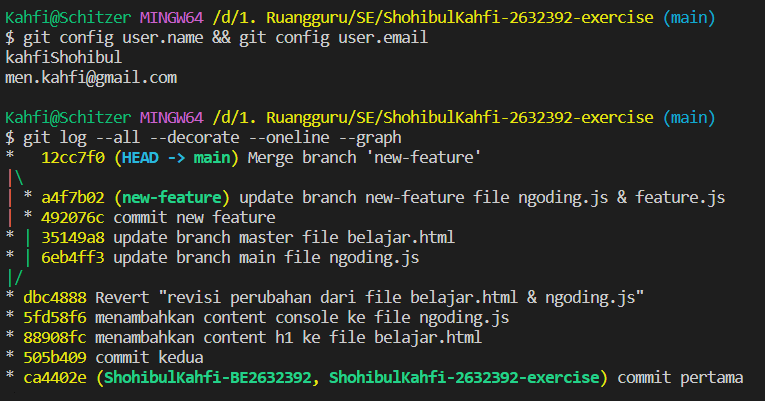 Kahfi@Schitzer MINGW64 /d/1. Ruangguru/SE/ShohibulKahfi-2632392-exercise (main)
$ git config user.name && git config user.email
kahfiShohibul
men.kahfi@gmail.com

Kahfi@Schitzer MINGW64 /d/1. Ruangguru/SE/ShohibulKahfi-2632392-exercise (main)
$ git log --all --decorate --oneline --graph
*   12cc7f0 (HEAD -> main) Merge branch 'new-feature'
|\
| * a4f7b02 (new-feature) update branch new-feature file ngoding.js & feature.js
| * 492076c commit new feature
* | 35149a8 update branch master file belajar.html
* | 6eb4ff3 update branch main file ngoding.js
|/
* dbc4888 Revert "revisi perubahan dari file belajar.html & ngoding.js"
* 5fd58f6 menambahkan content console ke file ngoding.js
* 88908fc menambahkan content h1 ke file belajar.html
* 505b409 commit kedua
* ca4402e (ShohibulKahfi-BE2632392, ShohibulKahfi-2632392-exercise) commit pertama